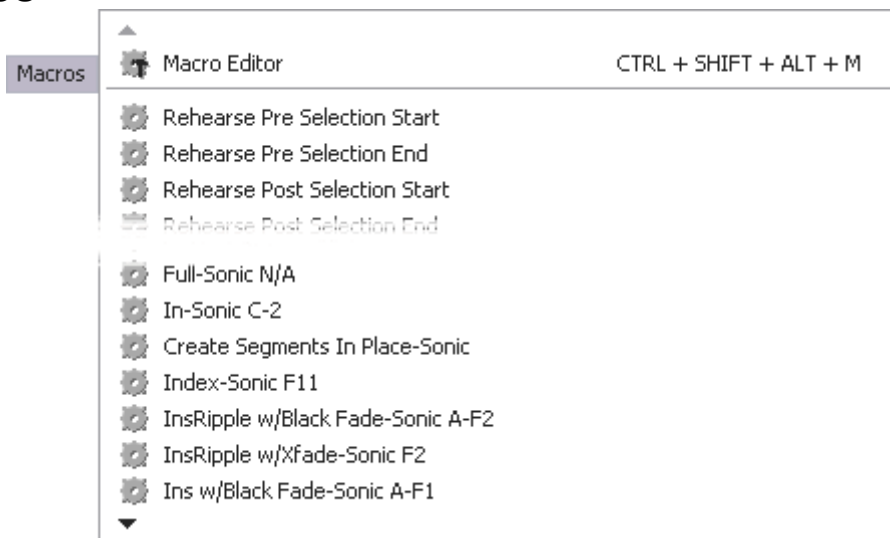 Macros
Macro Editor CTRL + SHIFT + ALT + M
Rehearse Pre Selection Start
Rehearse Pre Selection End
Rehearse Post Selection Start
Rehearse Post Selection End
Full-Sonic N/A
In-Sonic C-2
Create Segments In Place-Sonic
Index-Sonic F11
InsRipple w/Black Fade-Sonic A-F2
InsRipple w/Xfade-Sonic F2
Ins w/Black Fade-Sonic A-F1